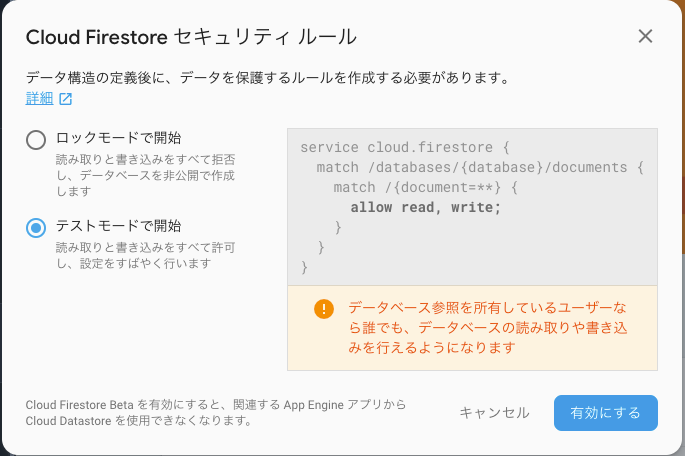 Cloud Firestore セキュリティ ルール
データ構造の定義後に、データを保護するルールを作成する必要があります。
詳細
ロックモードで開始
読み取りと書き込みをすべて拒否
し、データベースを非公開で作成
します
テストモードで開始
読み取りと書き込みをすべて許可
し、設定をすばやく行います
service cloud.firestore {
  match /databases/{database}/documents {
    match /{document=**} {
      allow read, write;
    }
  }
}
データベース参照を所有しているユーザーな
ら誰でも、データベースの読み取りや書き込
みを行えるようになります
Cloud Firestore Beta を有効にすると、関連する App Engine アプリから
Cloud Datastore を使用できなくなります。
キャンセル
有効にする